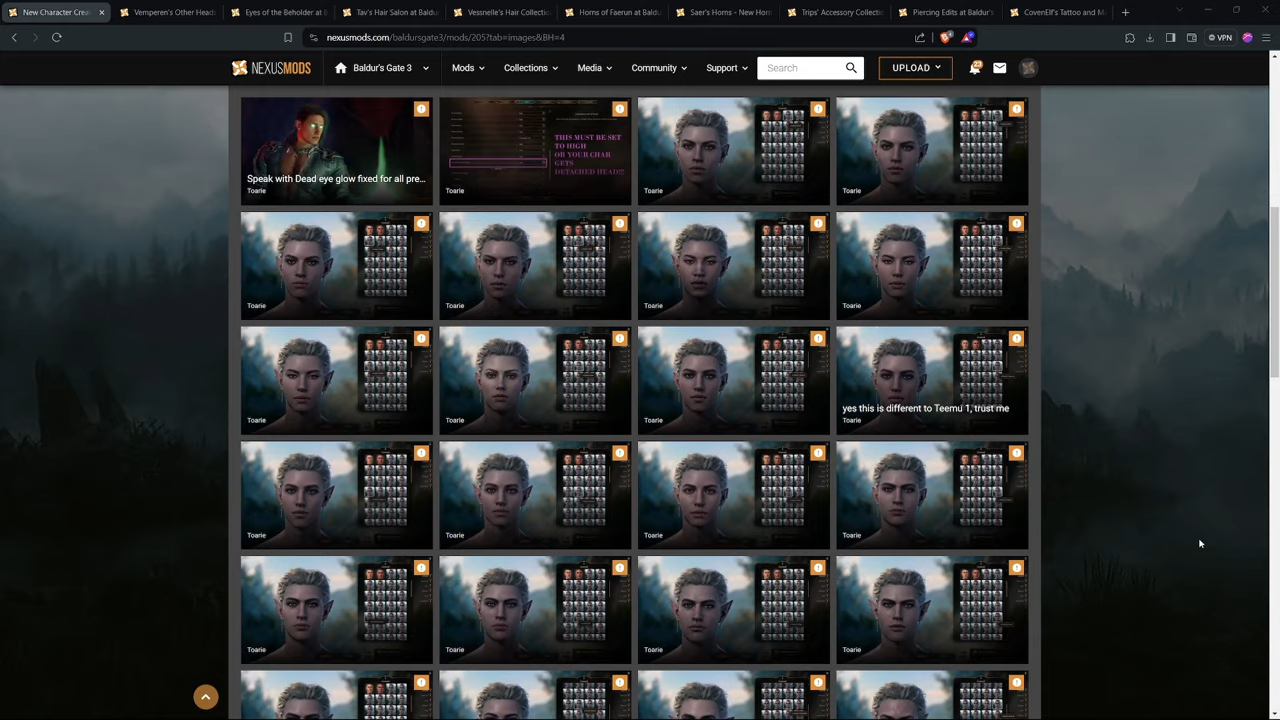 New Character Crea
Vemperen's Other Head
Eyes of the Beholder at B
Tav's Hair Salon at Baldur
Vessnelle's Hair Collectio
Horns of Faerun at Baldu
Saer's Horns - New Horn
Trips' Accessory Collecti
Piercing Edits at Baldur's
CovenElf's Tattoo and M
nexusmods.com/baldursgate3/mods/205?tab=images&BH=4
VPN
NEXUSMODS
Baldur's Gate 3
Mods
Collections
Media
Community
Support
Search
UPLOAD
23
Speak with Dead eye glow fixed for all pre...
Toarie
THIS MUST BE SET
TO HIGH
OR YOUR CHAR
GETS
DETACHED HEAD!!!
Toarie
Toarie
Toarie
Toarie
Toarie
Toarie
Toarie
Toarie
Toarie
Toarie
yes this is different to Teemu 1, trust me
Toarie
Toarie
Toarie
Toarie
Toarie
Toarie
Toarie
Toarie
Toarie